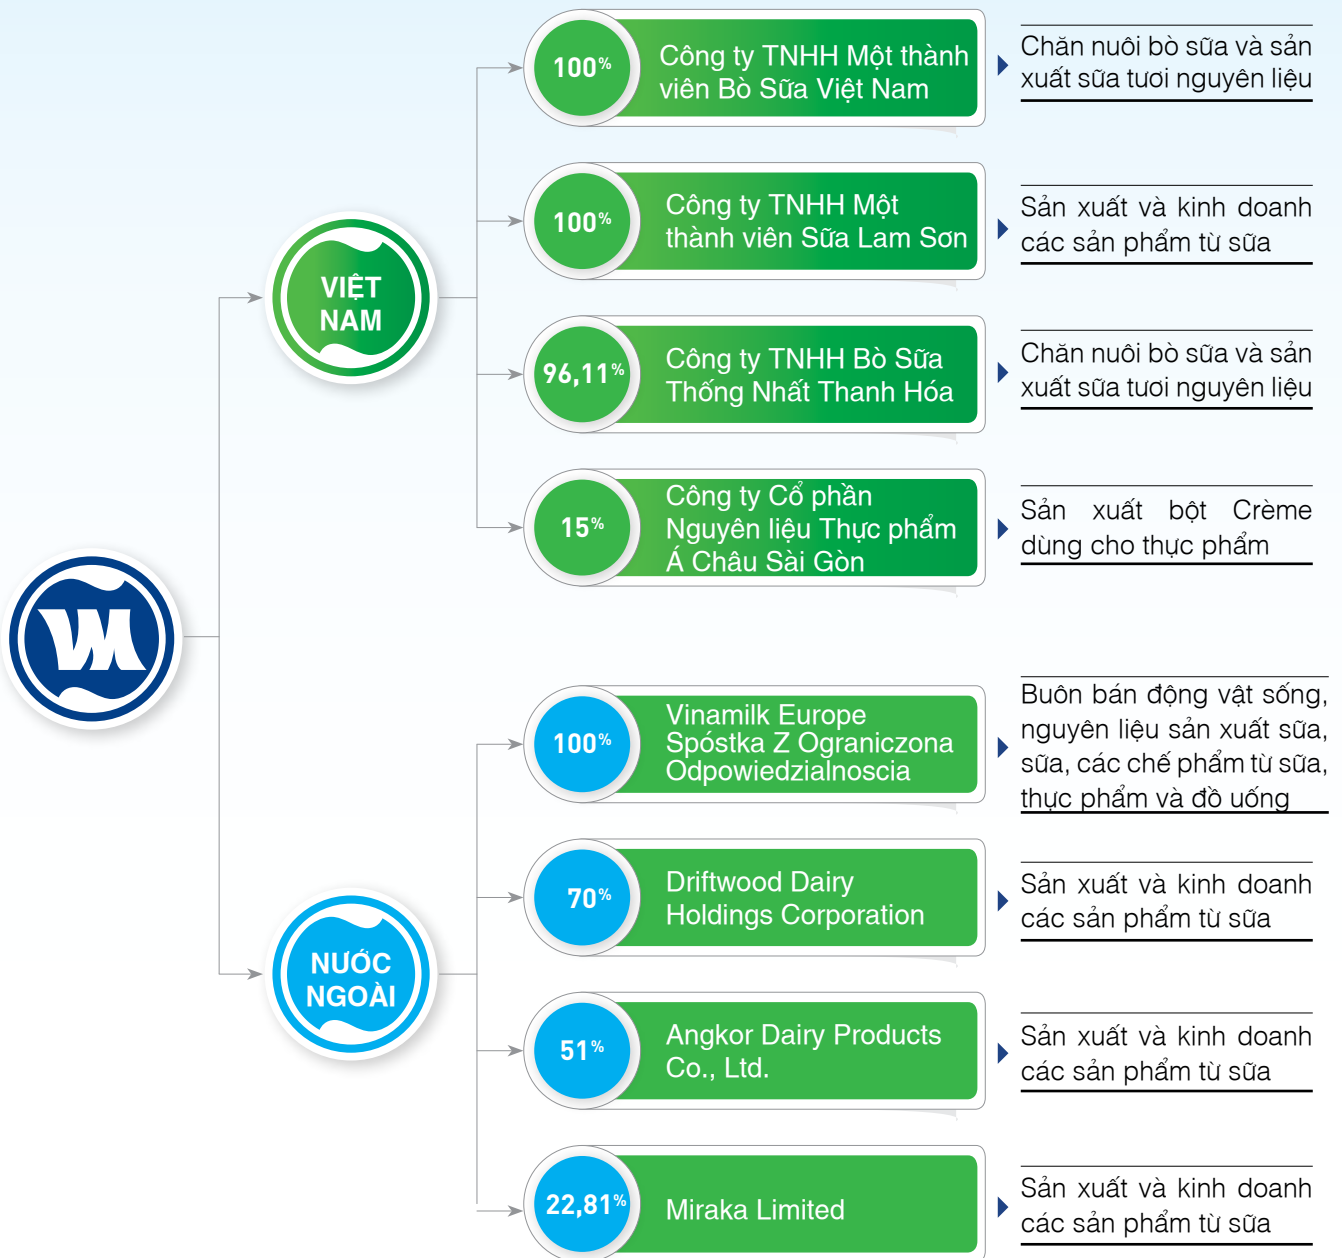 100%
Công ty TNHH Một thành
viên Bò Sữa Việt Nam
Chăn nuôi bò sữa và sản
xuất sữa tươi nguyên liệu
100%
Công ty TNHH Một
thành viên Sữa Lam Sơn
Sản xuất và kinh doanh
các sản phẩm từ sữa
VIỆT
NAM
96,11%
Công ty TNHH Bò Sữa
Thống Nhất Thanh Hóa
Chăn nuôi bò sữa và sản
xuất sữa tươi nguyên liệu
15%
Công ty Cổ phần
Nguyên liệu Thực phẩm
Á Châu Sài Gòn
Sản xuất bột Crème
dùng cho thực phẩm
VM
100%
Vinamilk Europe
Spóstka Z Ograniczona
Odpowiedzialnoscia
Buôn bán động vật sống,
nguyên liệu sản xuất sữa,
sữa, các chế phẩm từ sữa,
thực phẩm và đồ uống
70%
Driftwood Dairy
Holdings Corporation
Sản xuất và kinh doanh
các sản phẩm từ sữa
NƯỚC
NGOÀI
51%
Angkor Dairy Products
Co., Ltd.
Sản xuất và kinh doanh
các sản phẩm từ sữa
22,81%
Miraka Limited
Sản xuất và kinh doanh
các sản phẩm từ sữa